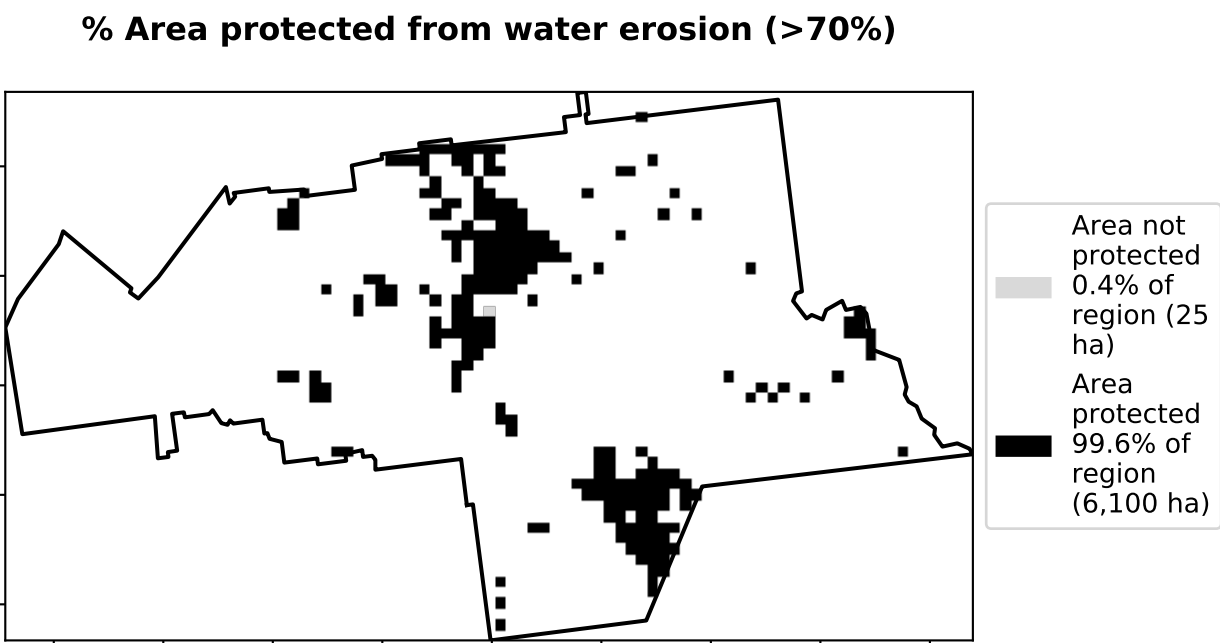 % Area protected from water erosion (>70%)
Area not
protected
0.4% of
region (25
ha)
Area
protected
99.6% of
region
(6,100 ha)